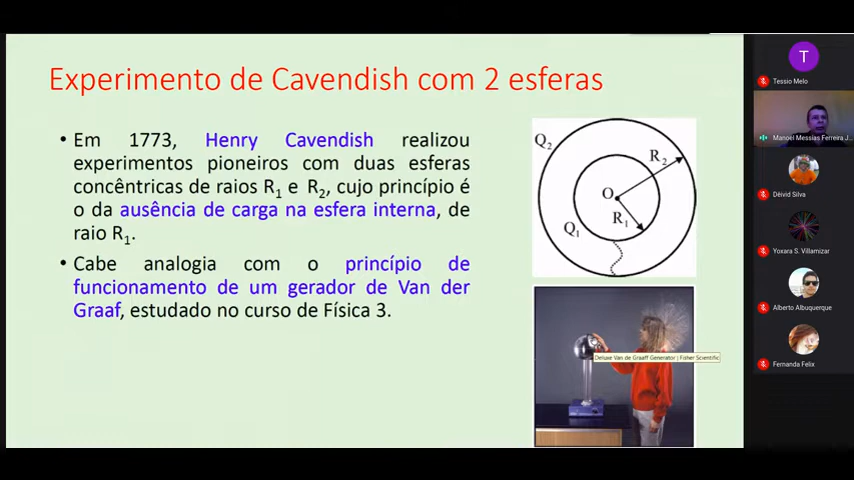 Experimento de Cavendish com 2 esferas
• Em 1773, Henry Cavendish realizou
experimentos pioneiros com duas esferas
concêntricas de raios R1 e R2, cujo princípio é
o da ausência de carga na esfera interna, de
raio R1.
• Cabe analogia com o princípio de
funcionamento de um gerador de Van der
Graaf, estudado no curso de Física 3.
Q2
R2
O
R1
Q1
Deluxe Van de Graaff Generator | Fisher Scientific
T
Tessio Melo
Manoel Messias Ferreira J...
Déivid Silva
Yoxara S. Villamizar
Alberto Albuquerque
Fernanda Felix